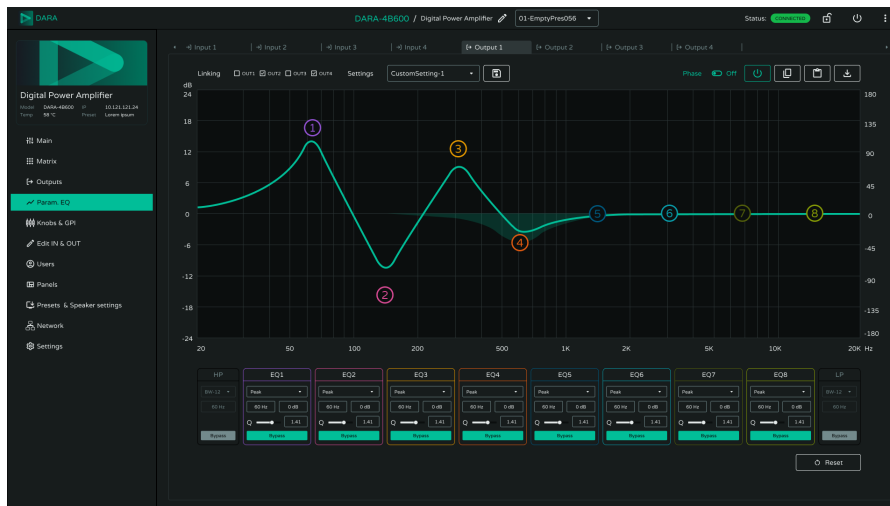 DARA
DARA-4B600 / Digital Power Amplifier 01-EmptyPres056
Status: CONNECTED
Input 1 Input 2 Input 3 Input 4 Output 1 Output 2 Output 3 Output 4
Digital Power Amplifier
Model DARA-4B600 IP 10.121.121.24
Temp 58 °C Preset Lorem ipsum
Main
Matrix
Outputs
Param. EQ
Knobs & GPI
Edit IN & OUT
Users
Panels
Presets & Speaker settings
Network
Settings
Linking OUT1 OUT2 OUT3 OUT4 Settings CustomSetting-1 Phase Off
dB
24 180
18 135
12 90
6 45
0 0
-6 -45
-12 -90
-18 -135
-24 -180
1
2
3
4
5
6
7
8
20 50 100 200 500 1K 2K 5K 10K 20K Hz
HP EQ1 EQ2 EQ3 EQ4 EQ5 EQ6 EQ7 EQ8 LP
BW-12 Peak Peak Peak Peak Peak Peak Peak Peak BW-12
60 Hz 60 Hz 0 dB 60 Hz 0 dB 60 Hz 0 dB 60 Hz 0 dB 60 Hz 0 dB 60 Hz 0 dB 60 Hz 0 dB 60 Hz 0 dB 60 Hz
Q 1.41 Q 1.41 Q 1.41 Q 1.41 Q 1.41 Q 1.41 Q 1.41 Q 1.41
Bypass Bypass Bypass Bypass Bypass Bypass Bypass Bypass Bypass Bypass
Reset